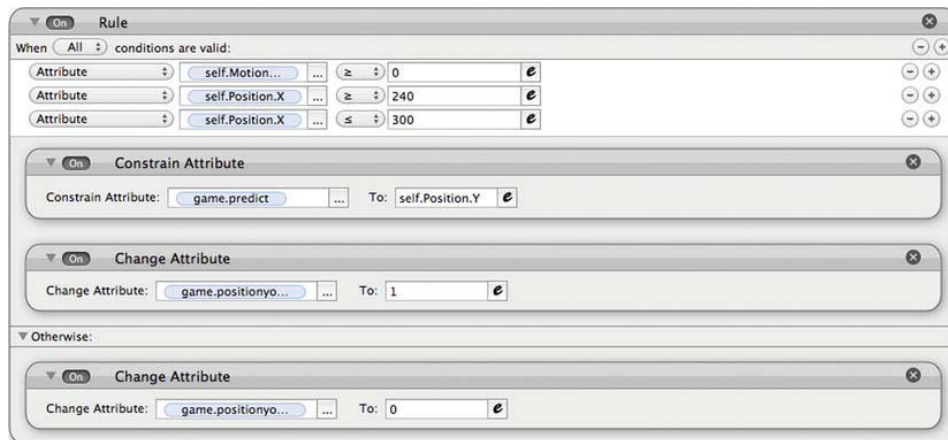 On Rule
When All conditions are valid:
Attribute self.Motion... ... ≥ 0 e
Attribute self.Position.X ... ≥ 240 e
Attribute self.Position.X ... ≤ 300 e
On Constrain Attribute
Constrain Attribute: game.predict ... To: self.Position.Y e
On Change Attribute
Change Attribute: game.positionyo... ... To: 1 e
Otherwise:
On Change Attribute
Change Attribute: game.positionyo... ... To: 0 e